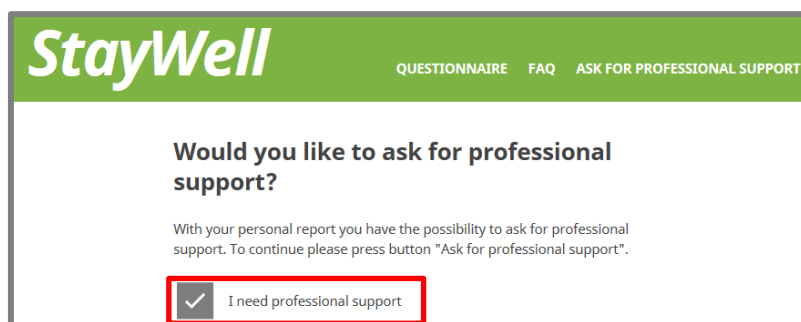 StayWell
QUESTIONNAIRE FAQ ASK FOR PROFESSIONAL SUPPORT
Would you like to ask for professional
support?
With your personal report you have the possibility to ask for professional
support. To continue please press button "Ask for professional support".
I need professional support